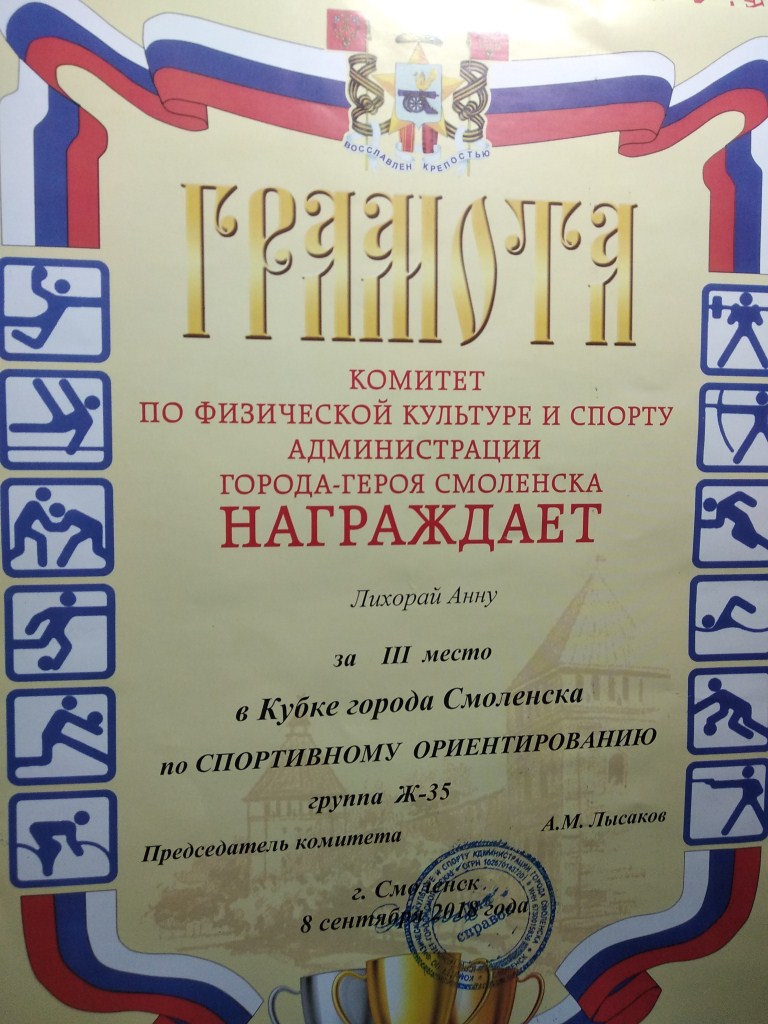 ВОССЛАВЛЕН КРЕПОСТЬЮ
ГРАМОТА
КОМИТЕТ
ПО ФИЗИЧЕСКОЙ КУЛЬТУРЕ И СПОРТУ
АДМИНИСТРАЦИИ
ГОРОДА-ГЕРОЯ СМОЛЕНСКА
НАГРАЖДАЕТ
Лихорай Анну
за III место
в Кубке города Смоленска
по СПОРТИВНОМУ ОРИЕНТИРОВАНИЮ
группа Ж-35
Председатель комитета А.М. Лысаков
г. Смоленск
8 сентября 2018 года